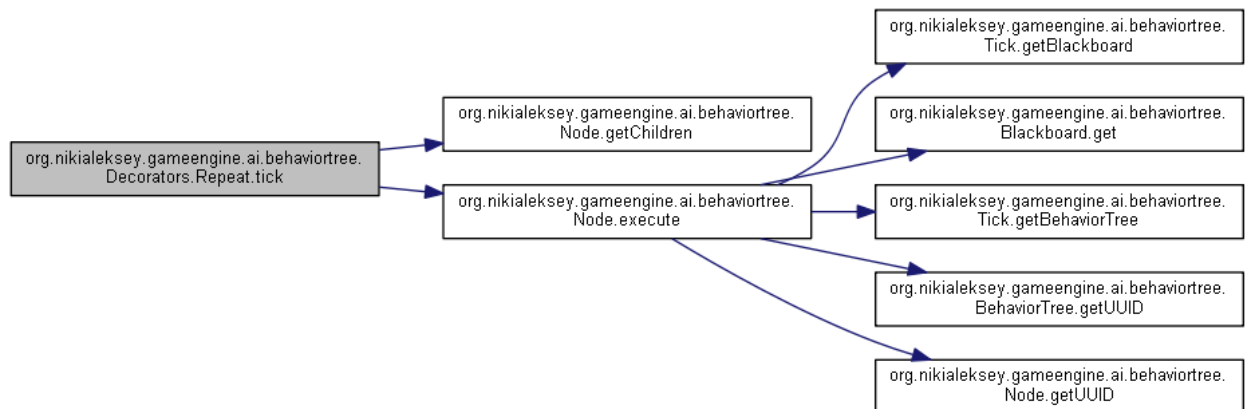 org.nikialeksey.gameengine.ai.behaviortree.
Decorators.Repeat.tick
org.nikialeksey.gameengine.ai.behaviortree.
Node.getChildren
org.nikialeksey.gameengine.ai.behaviortree.
Node.execute
org.nikialeksey.gameengine.ai.behaviortree.
Tick.getBlackboard
org.nikialeksey.gameengine.ai.behaviortree.
Blackboard.get
org.nikialeksey.gameengine.ai.behaviortree.
Tick.getBehaviorTree
org.nikialeksey.gameengine.ai.behaviortree.
BehaviorTree.getUUID
org.nikialeksey.gameengine.ai.behaviortree.
Node.getUUID